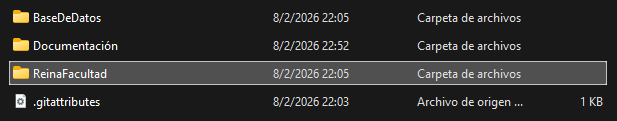 BaseDeDatos 8/2/2026 22:05 Carpeta de archivos
Documentación 8/2/2026 22:52 Carpeta de archivos
ReinaFacultad 8/2/2026 22:05 Carpeta de archivos
.gitattributes 8/2/2026 22:03 Archivo de origen ... 1 KB